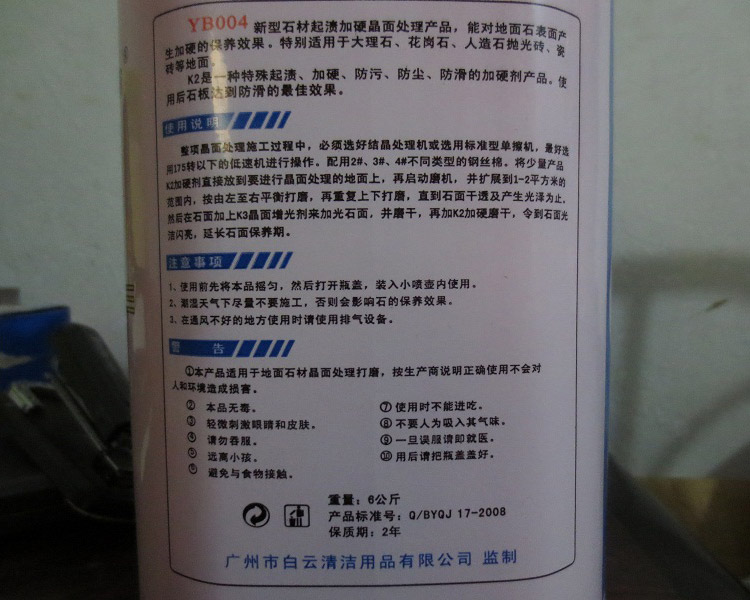 YB004 新型石材起渍加硬晶面处理产品，能对地面石表面产
生加硬的保养效果。特别适用于大理石、花岗石、人造石抛光砖、瓷
砖等地面。
K2是一种特殊起渍、加硬、防污、防尘、防滑的加硬剂产品。使
用后石板达到防滑的最佳效果。
使用说明
整项晶面处理施工过程中，必须选好结晶处理机或选用标准型单擦机，最好选
用175转以下的低速机进行操作。配用2#、3#、4#不同类型的钢丝棉。将少量产品
K2加硬剂直接放到要进行晶面处理的地面上，再启动磨机，并扩展到1-2平方米的
范围内，按由左至右平衡打磨，再重复上下打磨，直到石面干透及产生光泽为止。
然后在石面加上K3晶面增光剂来加光石面，并磨干，再加K2加硬磨干，令到石面光
洁闪亮，延长石面保养期。
注意事项
1、使用前先将本品摇匀，然后打开瓶盖，装入小喷壶内使用。
2、潮湿天气下尽量不要施工，否则会影响石的保养效果。
3、在通风不好的地方使用时请使用排气设备。
警 告
①本产品适用于地面石材晶面处理打磨，按生产商说明正确使用不会对
人和环境造成损害。
② 本品无毒。
③ 轻微刺激眼睛和皮肤。
④ 请勿吞服。
⑤ 远离小孩。
⑥ 避免与食物接触。
⑦ 使用时不能进吃。
⑧ 不要人为吸入其气味。
⑨ 一旦误服请即就医。
⑩ 用后请把瓶盖盖好。
重量：6公斤
产品标准号：Q/BYQJ 17-2008
保质期：2年
广州市白云清洁用品有限公司 监制